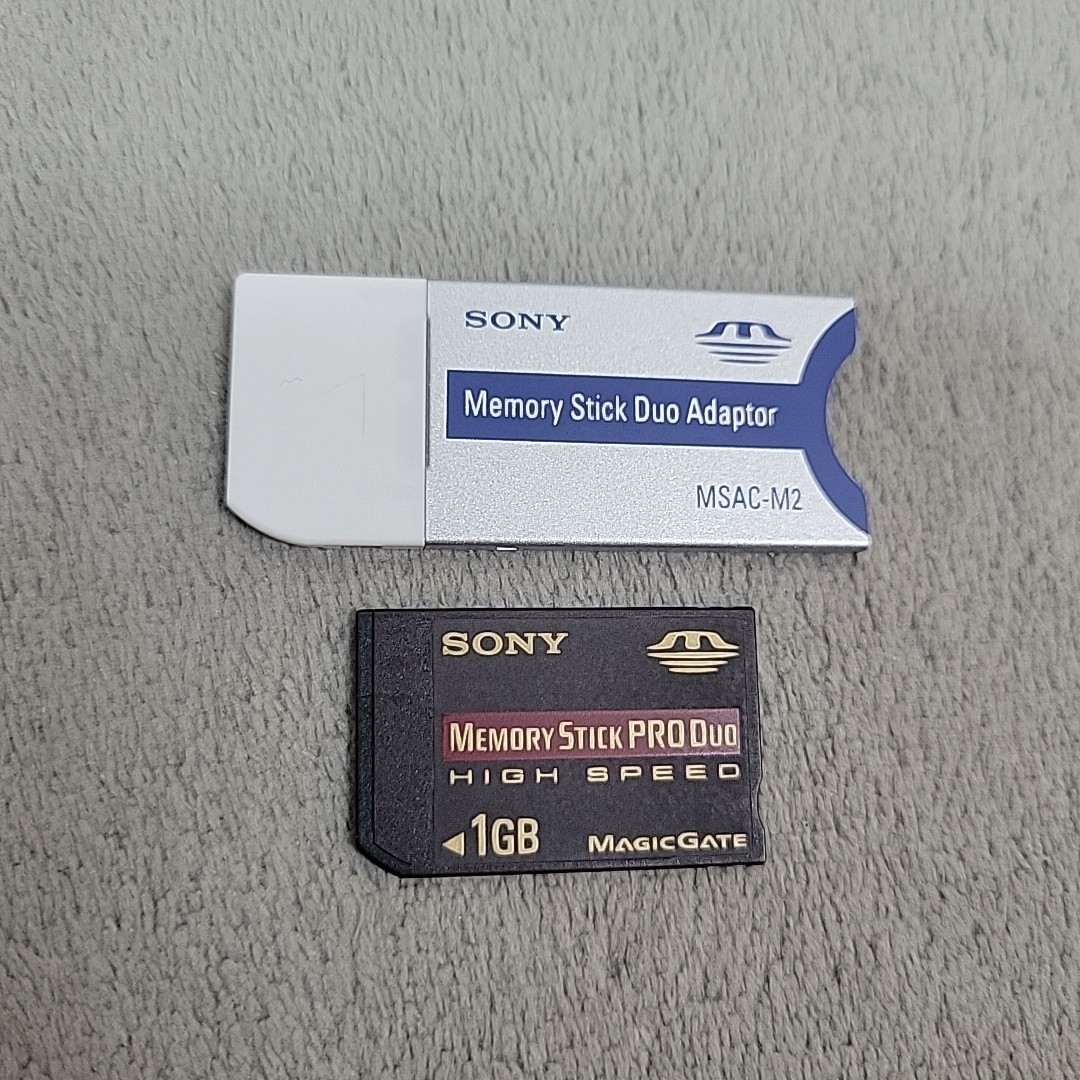 SONY
Memory Stick Duo Adaptor
MSAC-M2
SONY
MEMORY STICK PRO DUO
HIGH SPEED
1GB MAGICGATE